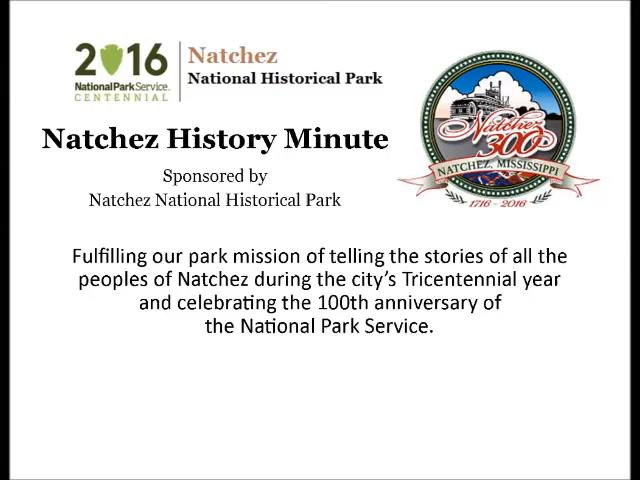 2016
National Park Service
CENTENNIAL
Natchez
National Historical Park
Natchez
300
NATCHEZ, MISSISSIPPI
1716 - 2016
Natchez History Minute
Sponsored by
Natchez National Historical Park
Fulfilling our park mission of telling the stories of all the
peoples of Natchez during the city's Tricentennial year
and celebrating the 100th anniversary of
the National Park Service.